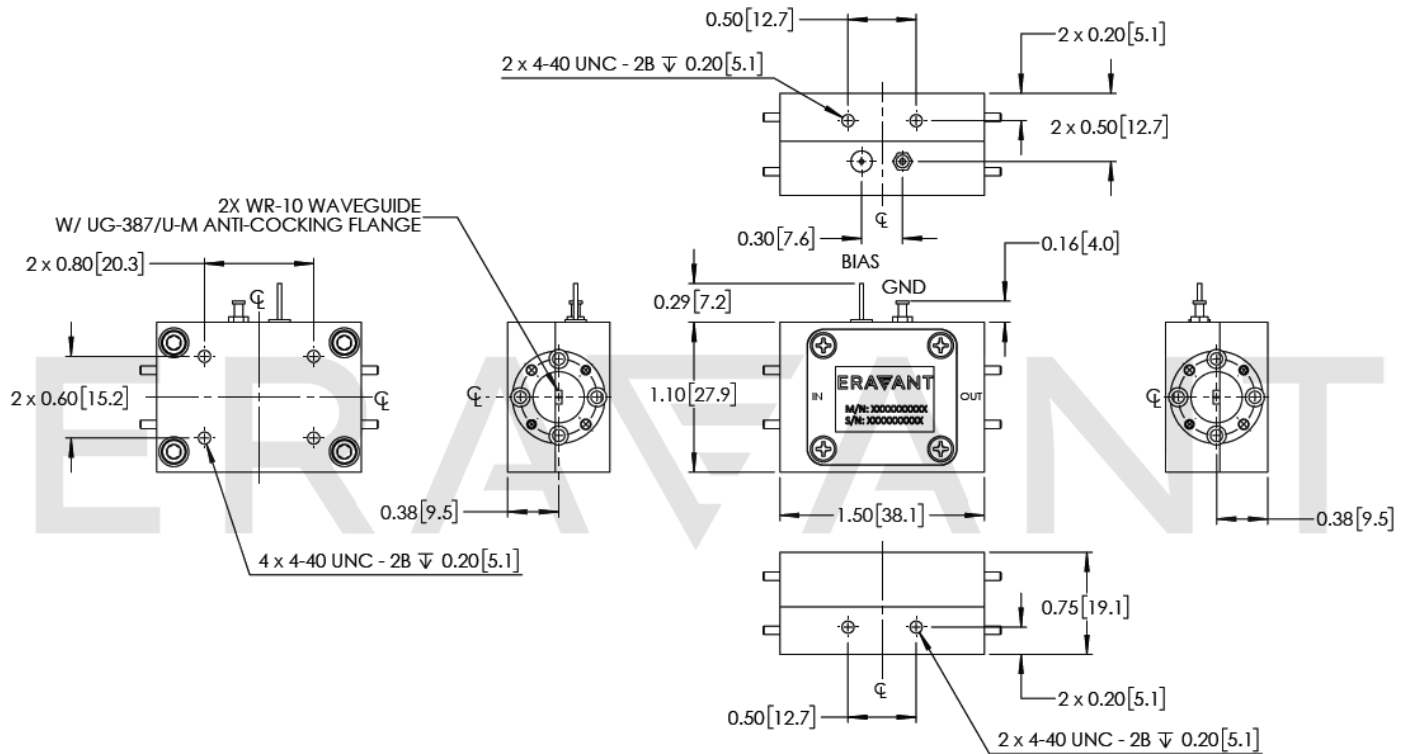 0.50[12.7]
2 x 0.20[5.1]
2 x 4-40 UNC - 2B ↧ 0.20[5.1]
2 x 0.50[12.7]
2X WR-10 WAVEGUIDE
W/ UG-387/U-M ANTI-COCKING FLANGE
℄
0.30[7.6]
0.16[4.0]
2 x 0.80[20.3]
BIAS
℄
GND
0.29[7.2]
ERAVANT
2 x 0.60[15.2]
℄
℄
1.10[27.9]
IN
ERAVANT
OUT
M/N: XXXXXXXXXX
S/N: XXXXXXXXXX
℄
0.38[9.5]
1.50[38.1]
0.38[9.5]
4 x 4-40 UNC - 2B ↧ 0.20[5.1]
0.75[19.1]
℄
2 x 0.20[5.1]
0.50[12.7]
2 x 4-40 UNC - 2B ↧ 0.20[5.1]